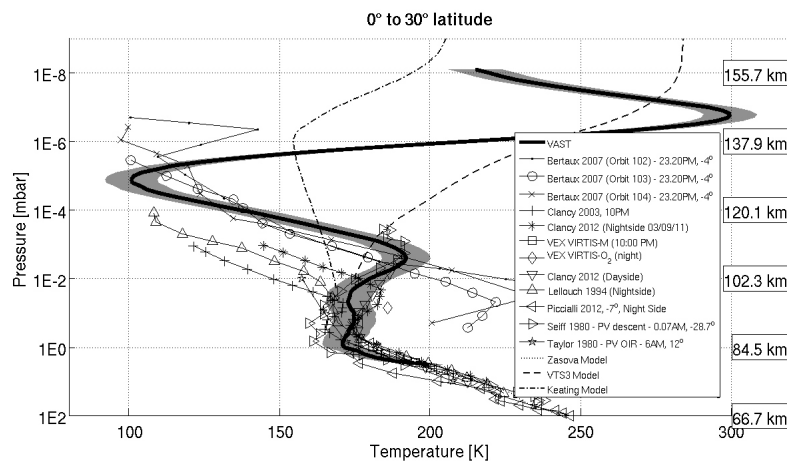 0° to 30° latitude
1E-8
1E-6
1E-4
1E-2
1E0
1E2
Pressure [mbar]
155.7 km
137.9 km
120.1 km
102.3 km
84.5 km
66.7 km
VAST
Bertaux 2007 (Orbit 102) - 23.20PM, -4°
Bertaux 2007 (Orbit 103) - 23.20PM, -4°
Bertaux 2007 (Orbit 104) - 23.20PM, -4°
Clancy 2003, 10PM
Clancy 2012 (Nightside 03/09/11)
VEX VIRTIS-M (10:00 PM)
VEX VIRTIS-O₂ (night)
Clancy 2012 (Dayside)
Lellouch 1994 (Nightside)
Piccialli 2012, -7°, Night Side
Seiff 1980 - PV descent - 0.07AM, -28.7°
Taylor 1980 - PV OIR - 6AM, 12°
Zasova Model
VTS3 Model
Keating Model
100 150 200 250 300
Temperature [K]